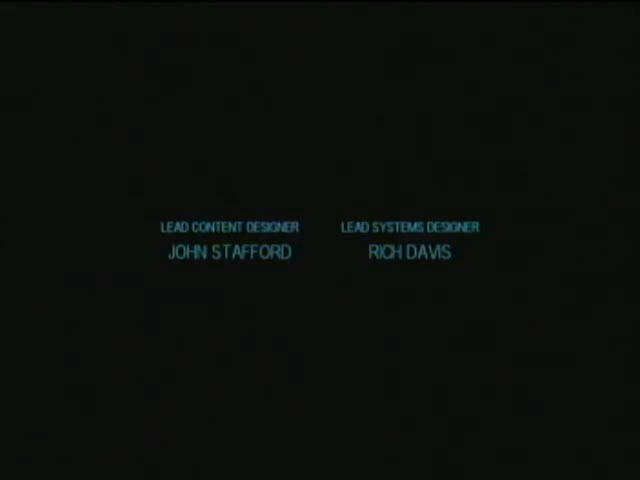 LEAD CONTENT DESIGNER
JOHN STAFFORD
LEAD SYSTEMS DESIGNER
RICH DAVIS